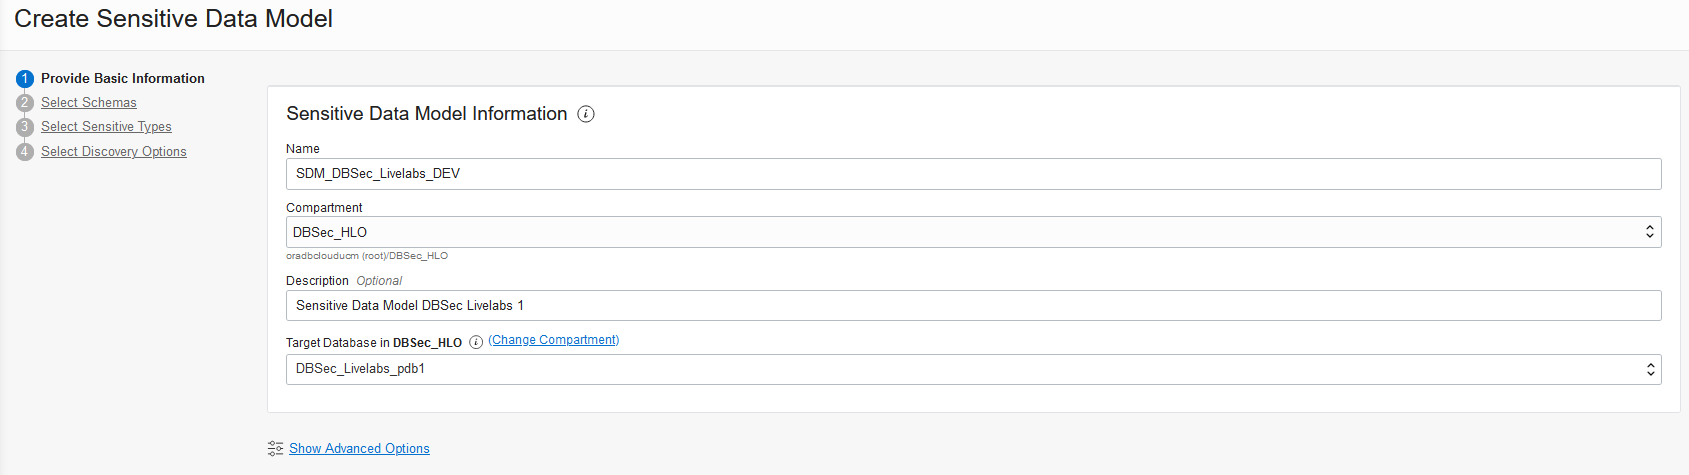 Create Sensitive Data Model
1 Provide Basic Information
2 Select Schemas
3 Select Sensitive Types
4 Select Discovery Options
Sensitive Data Model Information i
Name
SDM_DBSec_Livelabs_DEV
Compartment
DBSec_HLO
oradbclouducm (root)/DBSec_HLO
Description Optional
Sensitive Data Model DBSec Livelabs 1
Target Database in DBSec_HLO i (Change Compartment)
DBSec_Livelabs_pdb1
Show Advanced Options